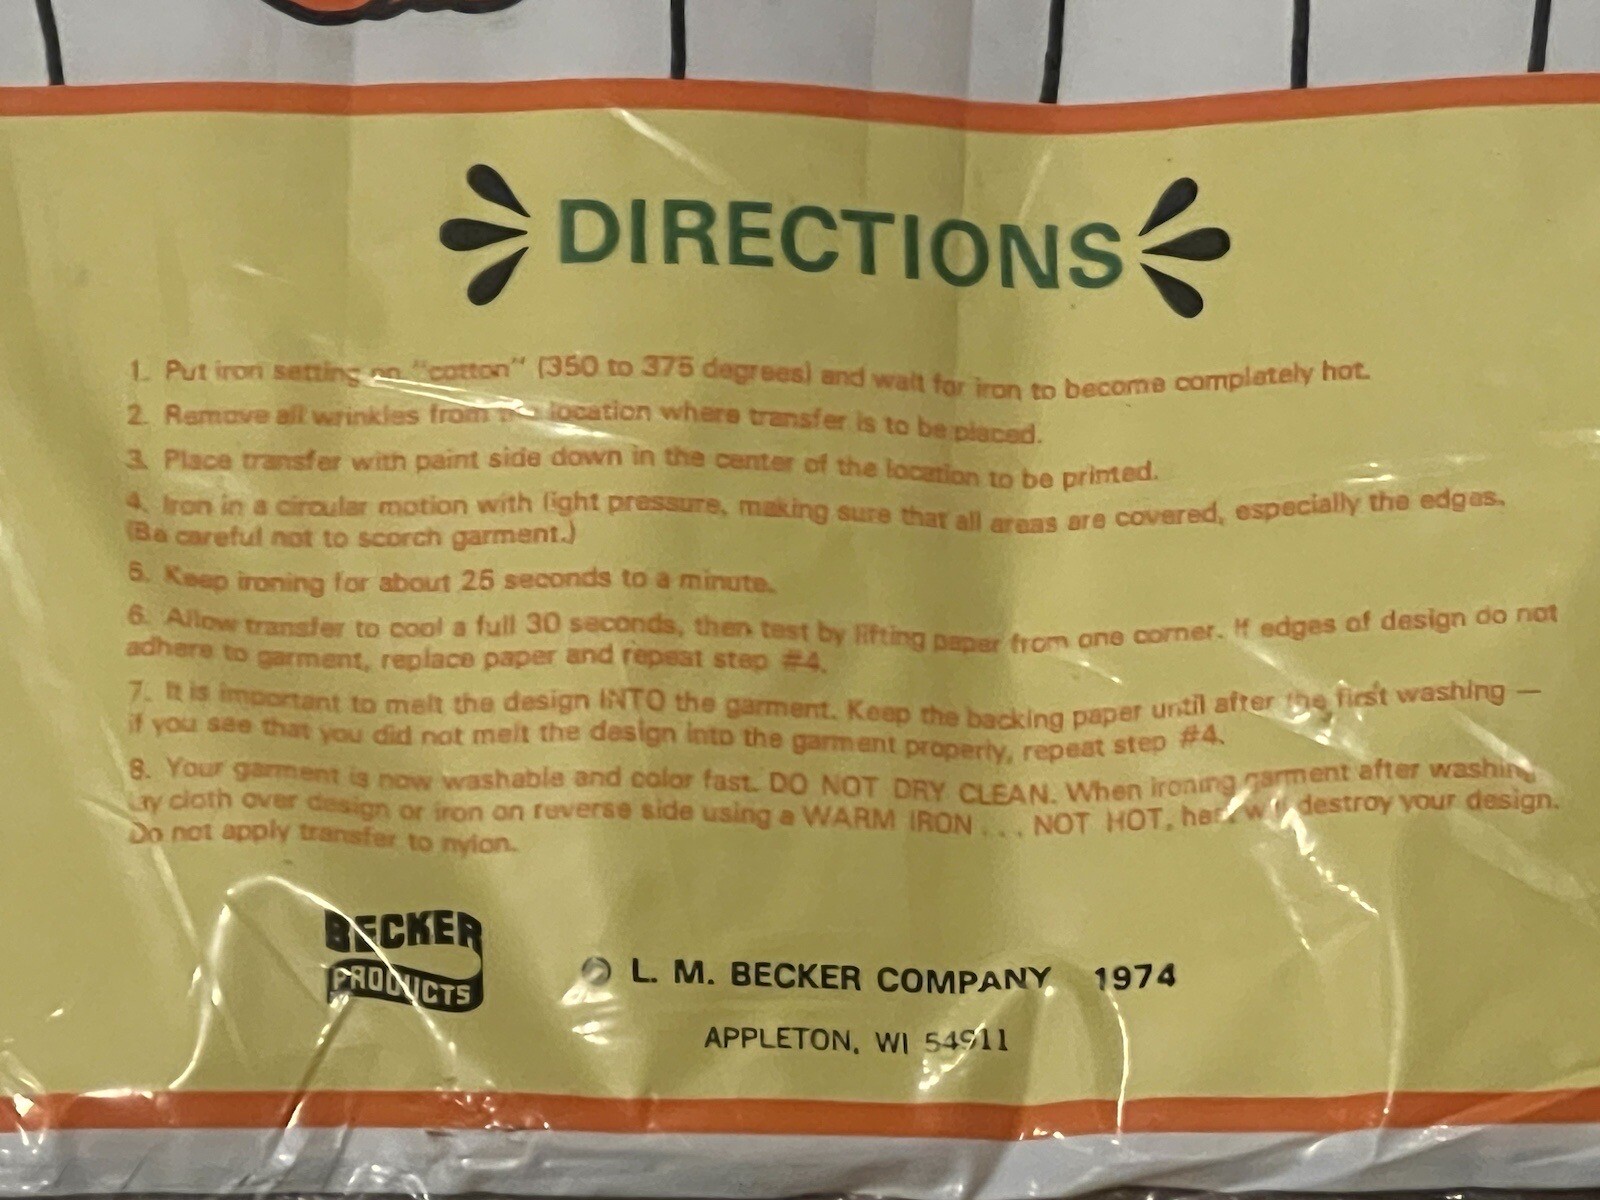 DIRECTIONS
1. Put iron setting on "cotton" (350 to 375 degrees) and wait for iron to become completely hot.
2. Remove all wrinkles from location where transfer is to be placed.
3. Place transfer with paint side down in the center of the location to be printed.
4. Iron in a circular motion with light pressure, making sure that all areas are covered, especially the edges.
(Be careful not to scorch garment.)
5. Keep ironing for about 25 seconds to a minute.
6. Allow transfer to cool a full 30 seconds, then test by lifting paper from one corner. If edges of design do not
adhere to garment, replace paper and repeat step #4.
7. It is important to melt the design INTO the garment. Keep the backing paper until after the first washing —
if you see that you did not melt the design into the garment properly, repeat step #4.
8. Your garment is now washable and color fast. DO NOT DRY CLEAN. When ironing garment after washing
lay cloth over design or iron on reverse side using a WARM IRON . . . NOT HOT, heat will destroy your design.
Do not apply transfer to nylon.
BECKER
PRODUCTS
© L. M. BECKER COMPANY 1974
APPLETON, WI 54911